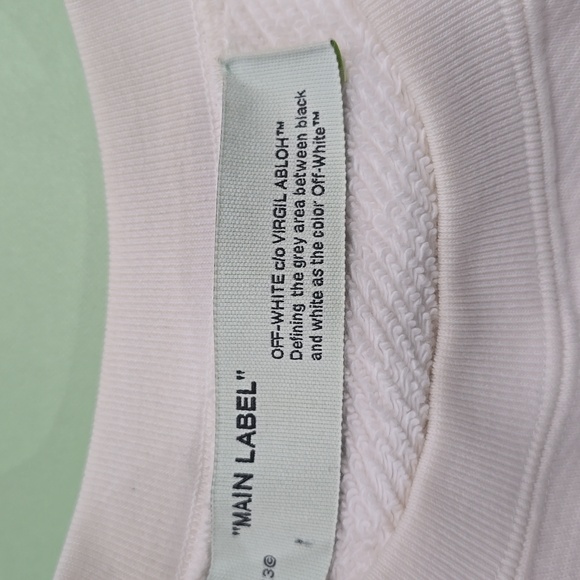 "MAIN LABEL"
OFF-WHITE c/o VIRGIL ABLOH™
Defining the grey area between black
and white as the color Off-White™
3©